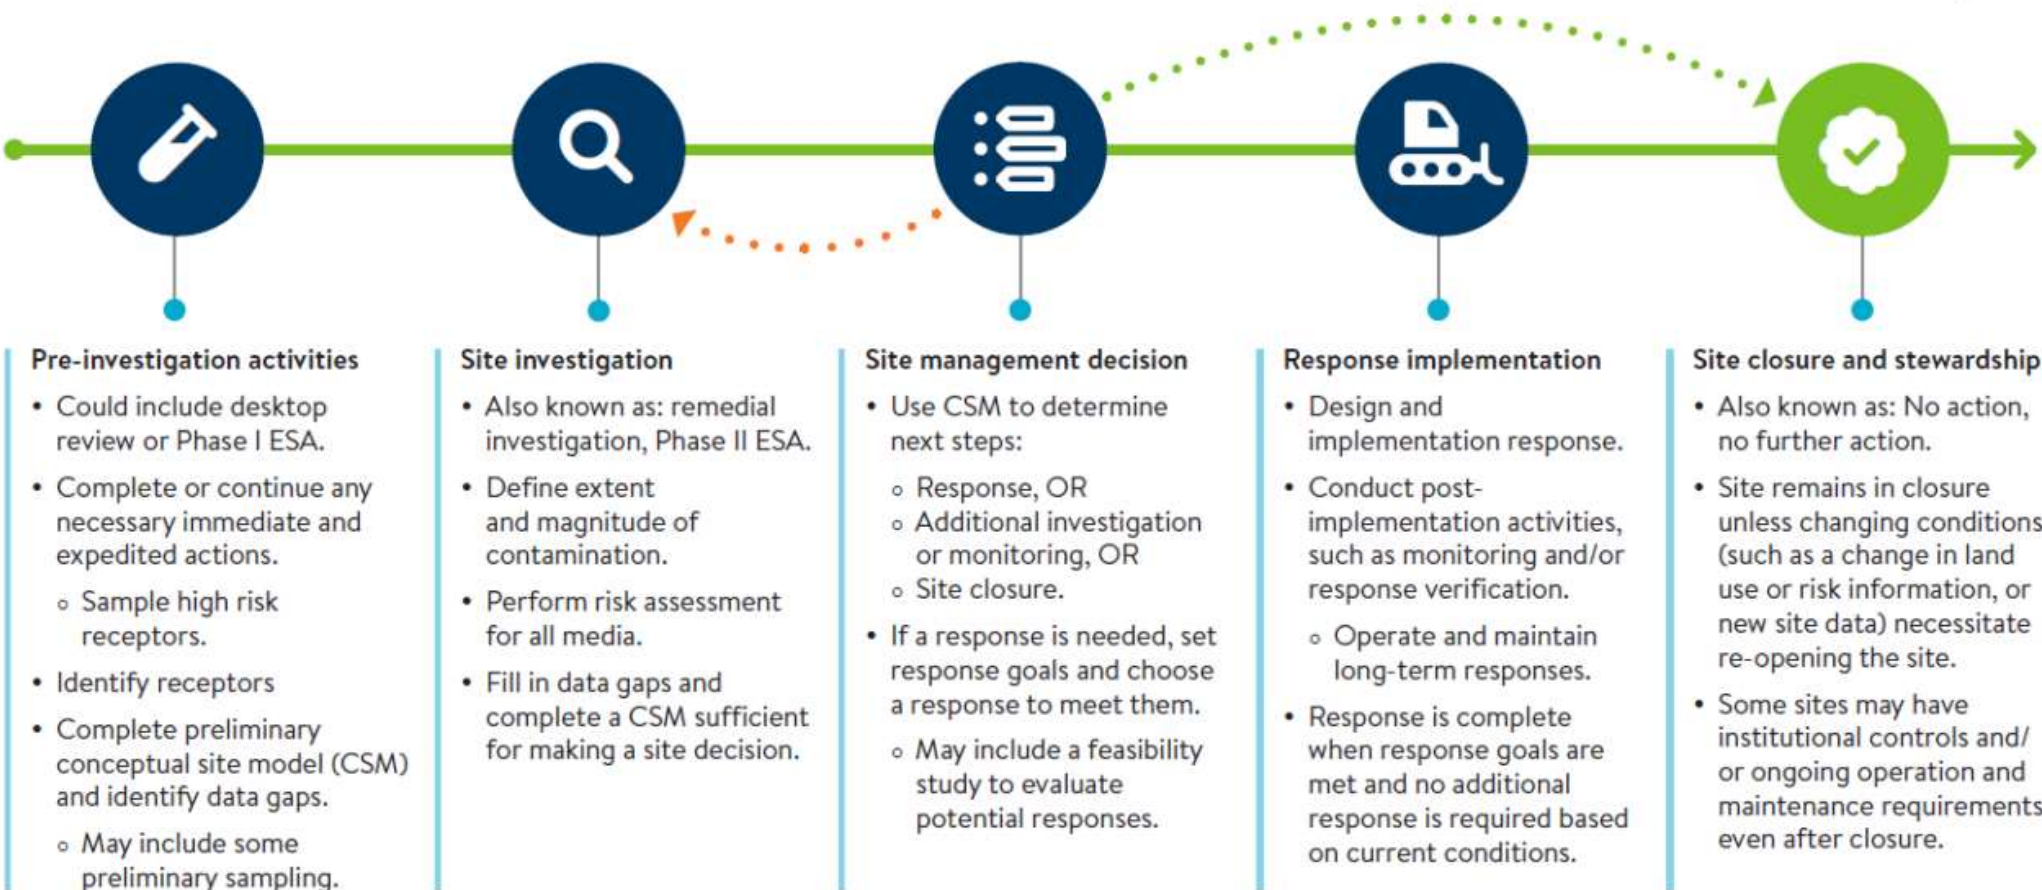 Pre-investigation activities
• Could include desktop
review or Phase I ESA.
• Complete or continue any
necessary immediate and
expedited actions.
◦ Sample high risk
receptors.
• Identify receptors
• Complete preliminary
conceptual site model (CSM)
and identify data gaps.
◦ May include some
preliminary sampling.
Site investigation
• Also known as: remedial
investigation, Phase II ESA.
• Define extent
and magnitude of
contamination.
• Perform risk assessment
for all media.
• Fill in data gaps and
complete a CSM sufficient
for making a site decision.
Site management decision
• Use CSM to determine
next steps:
◦ Response, OR
◦ Additional investigation
or monitoring, OR
◦ Site closure.
• If a response is needed, set
response goals and choose
a response to meet them.
◦ May include a feasibility
study to evaluate
potential responses.
Response implementation
• Design and
implementation response.
• Conduct post-
implementation activities,
such as monitoring and/or
response verification.
◦ Operate and maintain
long-term responses.
• Response is complete
when response goals are
met and no additional
response is required based
on current conditions.
Site closure and stewardship
• Also known as: No action,
no further action.
• Site remains in closure
unless changing conditions
(such as a change in land
use or risk information, or
new site data) necessitate
re-opening the site.
• Some sites may have
institutional controls and/
or ongoing operation and
maintenance requirements
even after closure.